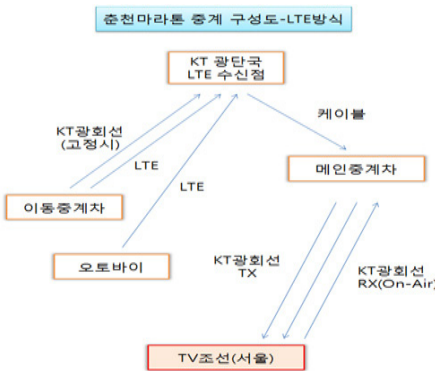 춘천마라톤 중계 구성도-LTE방식
KT 광단국
LTE 수신점
케이블
KT광회선
(고정시)
LTE
LTE
메인중계차
이동중계차
오토바이
KT광회선
TX
KT광회선
RX(On-Air)
TV조선(서울)